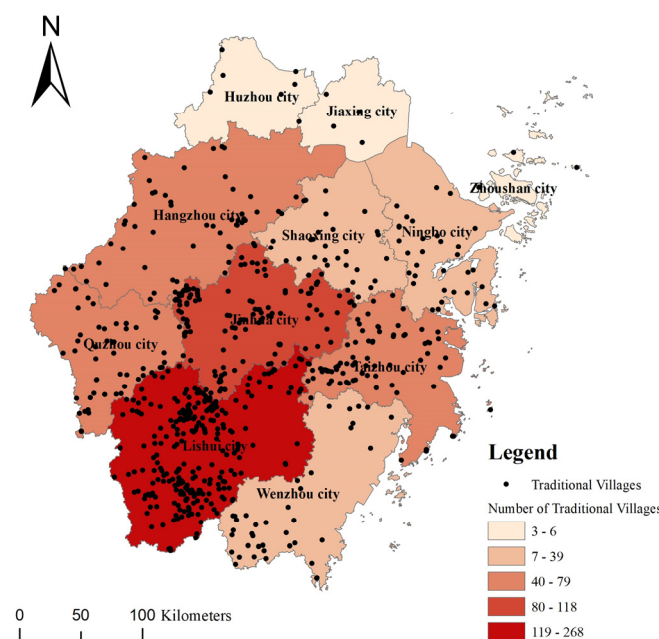 N
Huzhou city
Jiaxing city
Zhoushan city
Hangzhou city
Shaoxing city
Ningbo city
Jinhua city
Quzhou city
Taizhou city
Lishui city
Wenzhou city
Legend
Traditional Villages
Number of Traditional Villages
3 - 6
7 - 39
40 - 79
80 - 118
119 - 268
0 50 100 Kilometers